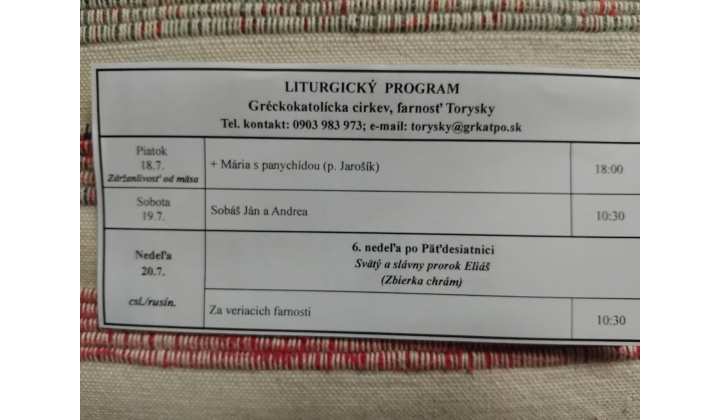 LITURGICKÝ PROGRAM
Gréckokatolícka cirkev, farnosť Torysky
Tel. kontakt: 0903 983 973; e-mail: torysky@grkatpo.sk
Piatok
18.7.
Zdržanlivosť od mäsa
+ Mária s panychídou (p. Jarošík)
18:00
Sobota
19.7.
Sobáš Ján a Andrea
10:30
Nedeľa
20.7.
csl./rusín.
6. nedeľa po Päťdesiatnici
Svätý a slávny prorok Eliáš
(Zbierka chrám)
Za veriacich farnosti
10:30